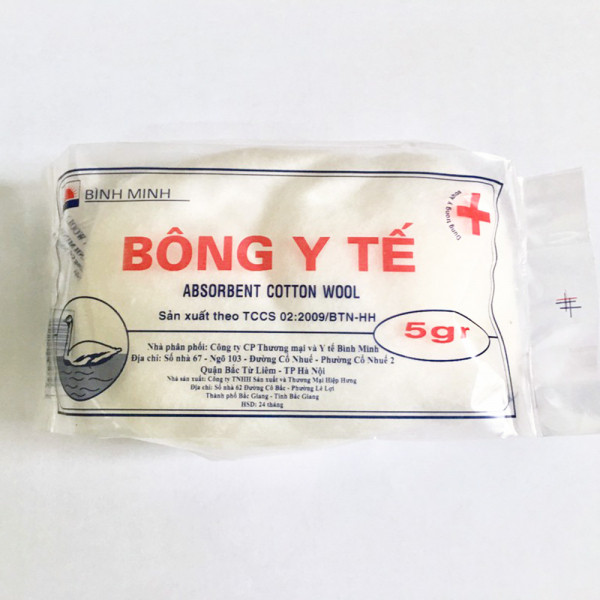 BÌNH MINH
BÔNG Y TẾ
ABSORBENT COTTON WOOL
Sản xuất theo TCCS 02:2009/BTN-HH
5gr
Nhà phân phối: Công ty CP Thương mại và Y tế Bình Minh
Địa chỉ: Số nhà 67 - Ngõ 103 - Đường Cổ Nhuế - Phường Cổ Nhuế 2
Quận Bắc Từ Liêm - TP Hà Nội
Nhà sản xuất: Công ty TNHH Sản xuất và Thương Mại Hiệp Hưng
Địa chỉ: Số nhà 62 Đường Cô Bắc - Phường Lê Lợi
Thành phố Bắc Giang - Tỉnh Bắc Giang
HSD: 24 tháng